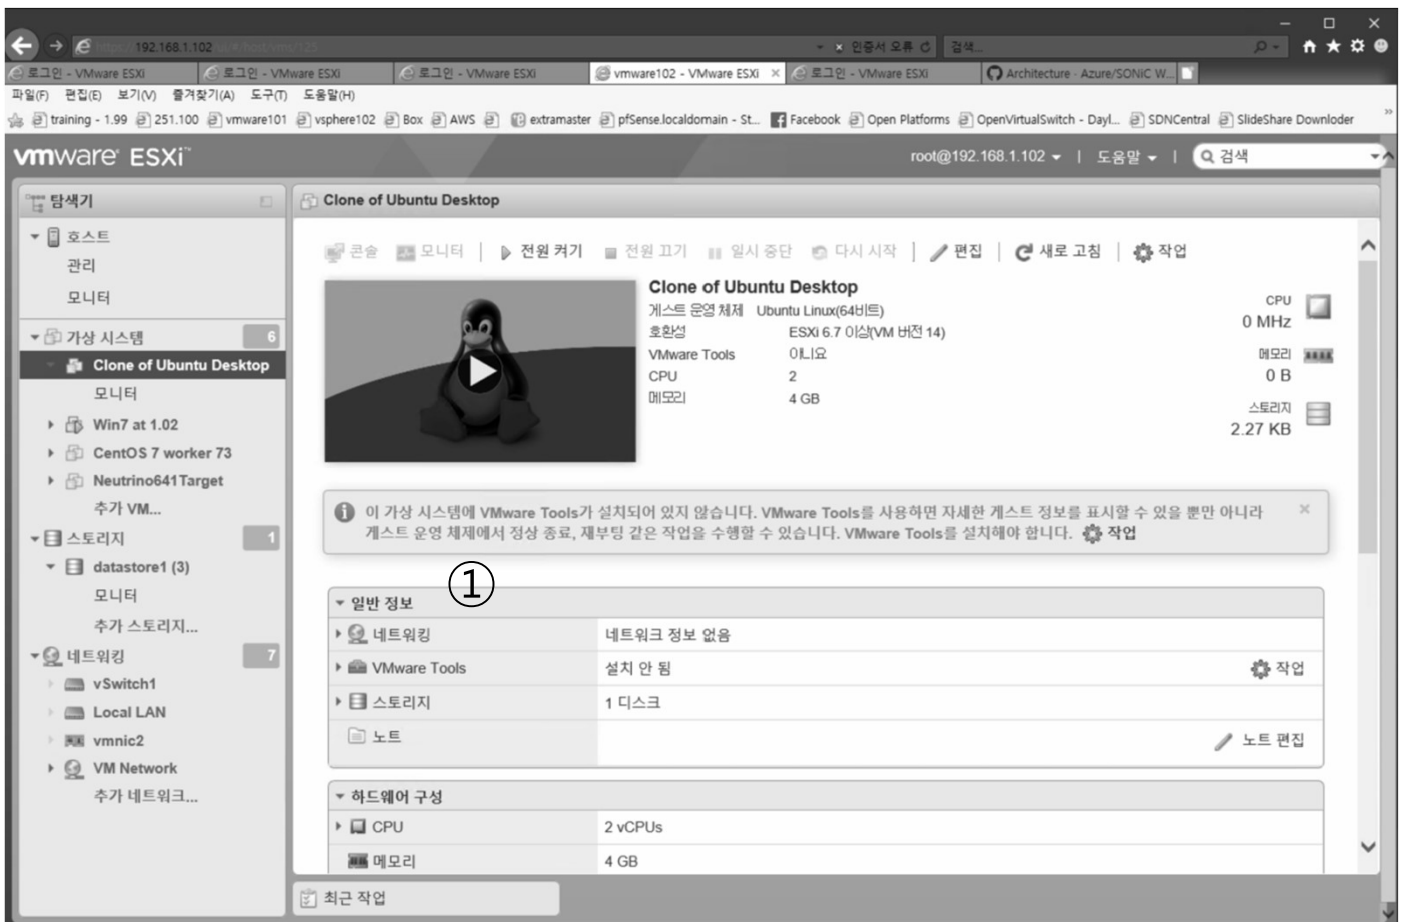 https://192.168.1.102/ui/#/host/vms/125
인증서 오류
검색...
로그인 - VMware ESXi
로그인 - VMware ESXi
로그인 - VMware ESXi
vmware102 - VMware ESXi
로그인 - VMware ESXi
Architecture · Azure/SONiC W...
파일(F) 편집(E) 보기(V) 즐겨찾기(A) 도구(T) 도움말(H)
training - 1.99 251.100 vmware101 vsphere102 Box AWS extramaster pfSense.localdomain - St... Facebook Open Platforms OpenVirtualSwitch - Dayl... SDNCentral SlideShare Downloder
vmware ESXi™
root@192.168.1.102 | 도움말 | 검색
탐색기
호스트
관리
모니터
가상 시스템 6
Clone of Ubuntu Desktop
모니터
Win7 at 1.02
CentOS 7 worker 73
Neutrino641Target
추가 VM...
스토리지 1
datastore1 (3)
모니터
추가 스토리지...
네트워킹 7
vSwitch1
Local LAN
vmnic2
VM Network
추가 네트워크...
Clone of Ubuntu Desktop
콘솔 모니터 | 전원 켜기 전원 끄기 일시 중단 다시 시작 | 편집 | 새로 고침 | 작업
Clone of Ubuntu Desktop
게스트 운영 체제 Ubuntu Linux(64비트)
호환성 ESXi 6.7 이상(VM 버전 14)
VMware Tools 아니요
CPU 2
메모리 4 GB
CPU
0 MHz
메모리
0 B
스토리지
2.27 KB
이 가상 시스템에 VMware Tools가 설치되어 있지 않습니다. VMware Tools를 사용하면 자세한 게스트 정보를 표시할 수 있을 뿐만 아니라
게스트 운영 체제에서 정상 종료, 재부팅 같은 작업을 수행할 수 있습니다. VMware Tools를 설치해야 합니다. 작업
①
일반 정보
네트워킹 네트워크 정보 없음
VMware Tools 설치 안 됨 작업
스토리지 1 디스크
노트 노트 편집
하드웨어 구성
CPU 2 vCPUs
메모리 4 GB
최근 작업